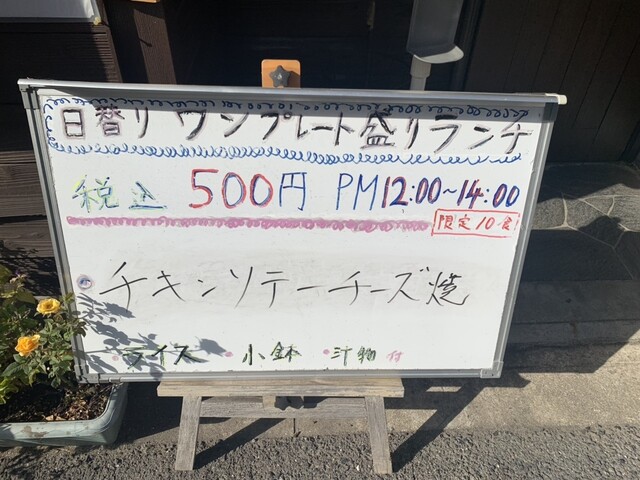 日替り ワンプレート盛りランチ
税込 500円 PM12:00~14:00
限定10食
チキンソテーチーズ焼
・ライス ・小鉢 ・汁物 付